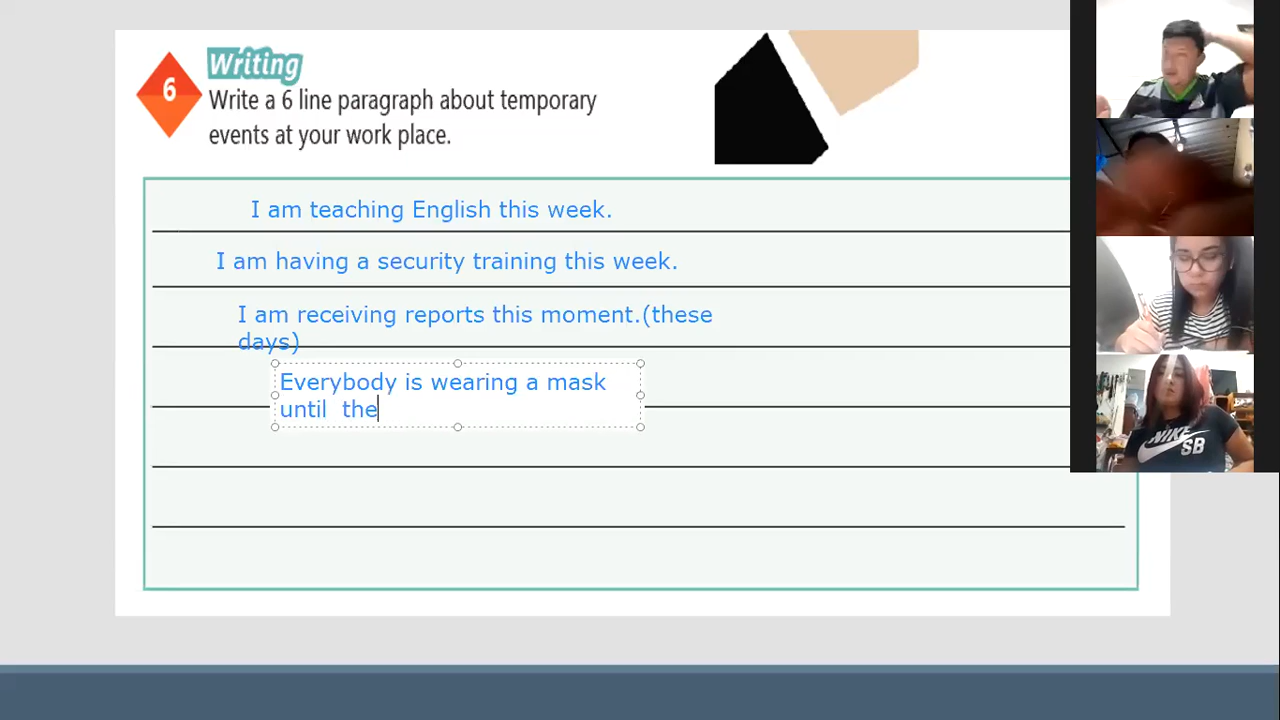 6
Writing
Write a 6 line paragraph about temporary
events at your work place.
I am teaching English this week.
I am having a security training this week.
I am receiving reports this moment.(these
days)
Everybody is wearing a mask
until the
NIKE
SB